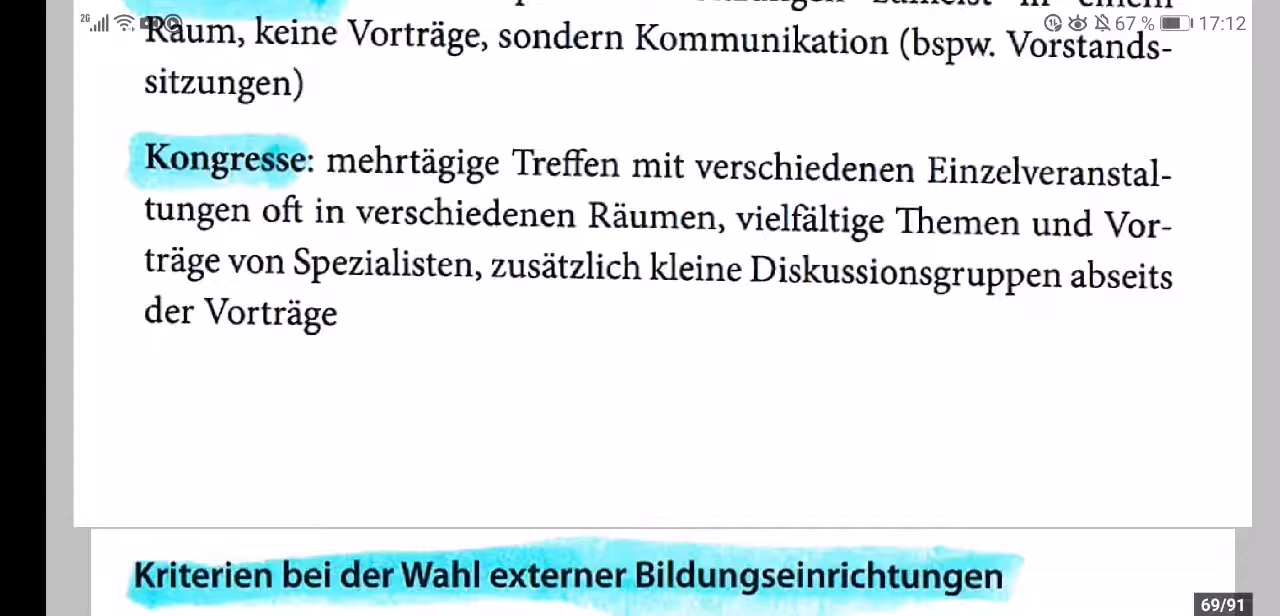 2G 67 % 17:12
Raum, keine Vorträge, sondern Kommunikation (bspw. Vorstands-
sitzungen)
Kongresse: mehrtägige Treffen mit verschiedenen Einzelveranstal-
tungen oft in verschiedenen Räumen, vielfältige Themen und Vor-
träge von Spezialisten, zusätzlich kleine Diskussionsgruppen abseits
der Vorträge
Kriterien bei der Wahl externer Bildungseinrichtungen
69/91